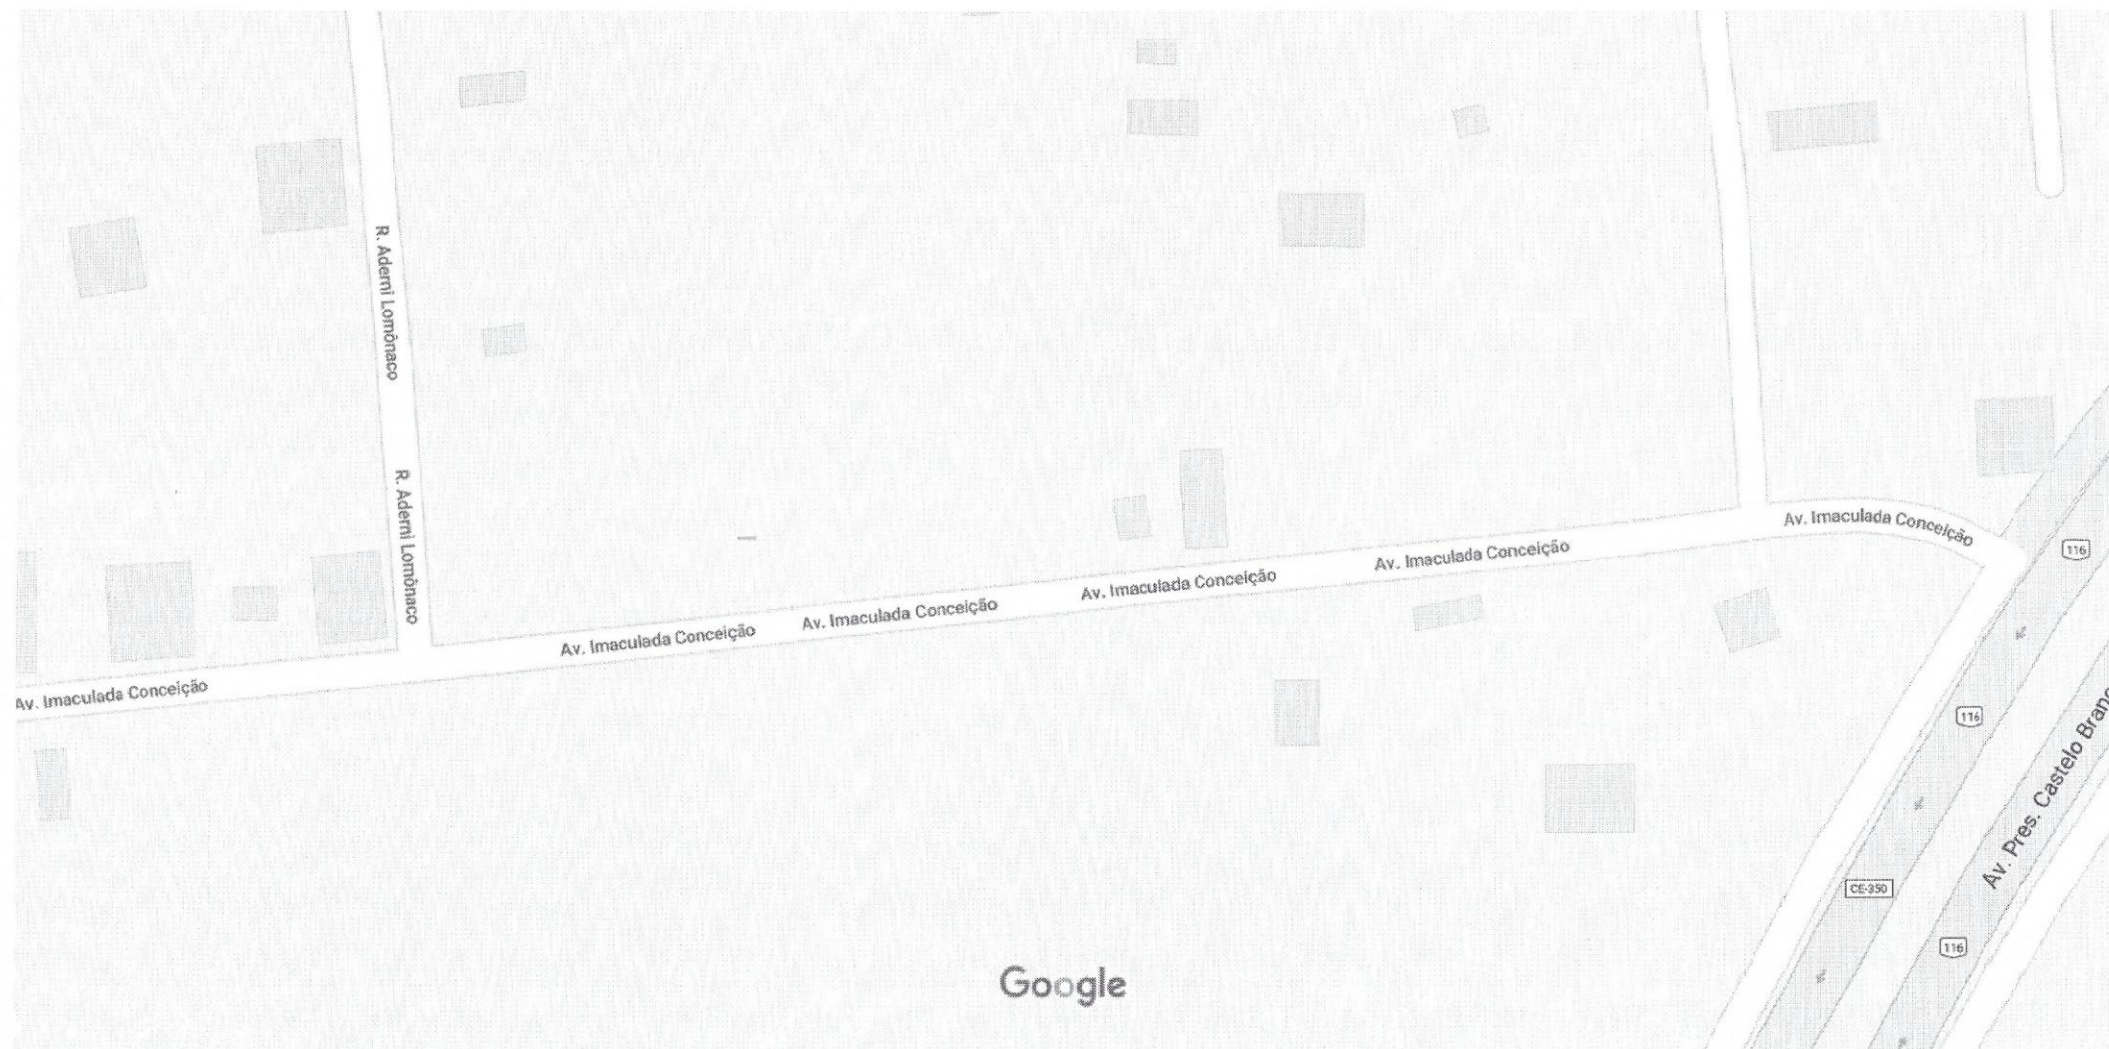 R. Aderni Lomônaco
R. Aderni Lomônaco
Av. Imaculada Conceição
Av. Imaculada Conceição
Av. Imaculada Conceição
Av. Imaculada Conceição
Av. Imaculada Conceição
Av. Imaculada Conceição
116
116
Av. Pres. Castelo Branc
CE-350
116
Google